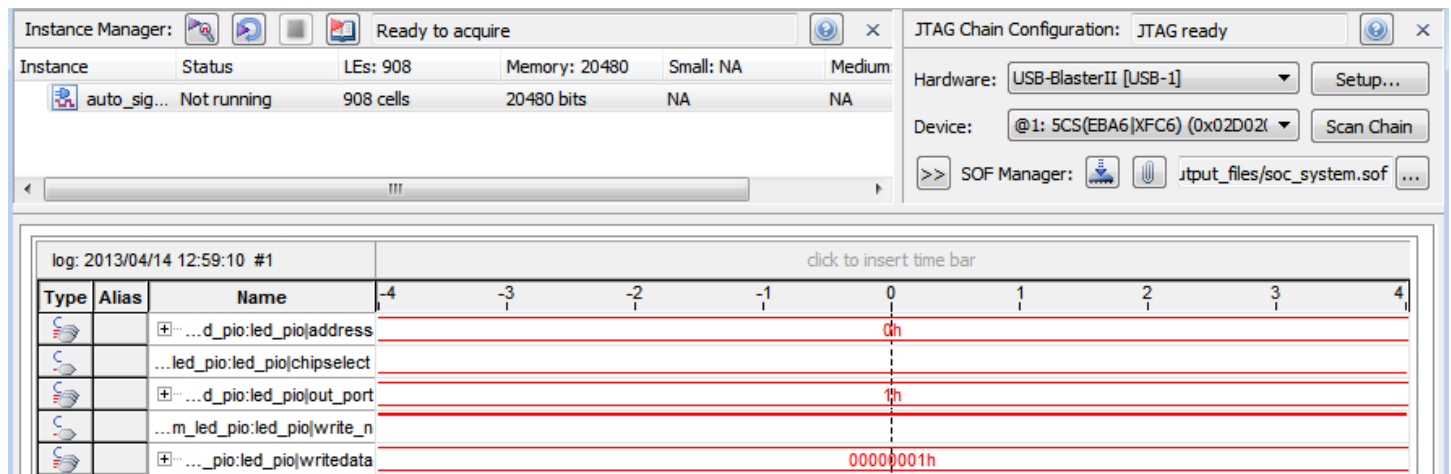 Instance Manager: Ready to acquire
Instance Status LEs: 908 Memory: 20480 Small: NA Medium:
auto_sig... Not running 908 cells 20480 bits NA NA
JTAG Chain Configuration: JTAG ready
Hardware: USB-BlasterII [USB-1] Setup...
Device: @1: 5CS(EBA6|XFC6) (0x02D02( Scan Chain
>> SOF Manager: utput_files/soc_system.sof ...
log: 2013/04/14 12:59:10 #1 click to insert time bar
Type Alias Name -4 -3 -2 -1 0 1 2 3 4
...d_pio:led_pio|address 0h
...led_pio:led_pio|chipselect
...d_pio:led_pio|out_port 1h
...m_led_pio:led_pio|write_n
..._pio:led_pio|writedata 00000001h